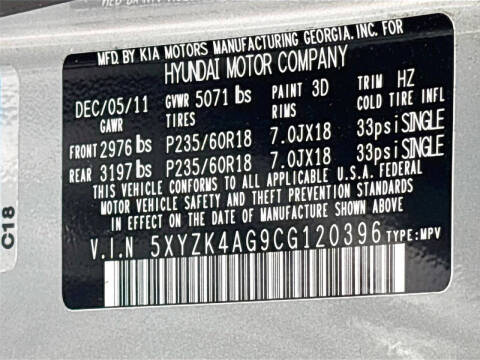 MFD. BY KIA MOTORS MANUFACTURING GEORGIA, INC. FOR
HYUNDAI MOTOR COMPANY
DEC/05/11 GVWR 5071 lbs PAINT 3D TRIM HZ
GAWR TIRES RIMS COLD TIRE INFL
FRONT 2976 lbs P235/60R18 7.0JX18 33psi SINGLE
REAR 3197 lbs P235/60R18 7.0JX18 33psi SINGLE
THIS VEHICLE CONFORMS TO ALL APPLICABLE U.S.A. FEDERAL
MOTOR VEHICLE SAFETY AND THEFT PREVENTION STANDARDS
IN EFFECT ON THE DATE OF MANUFACTURE SHOWN ABOVE.
V.I.N 5XYZK4AG9CG120396 TYPE: MPV
C18